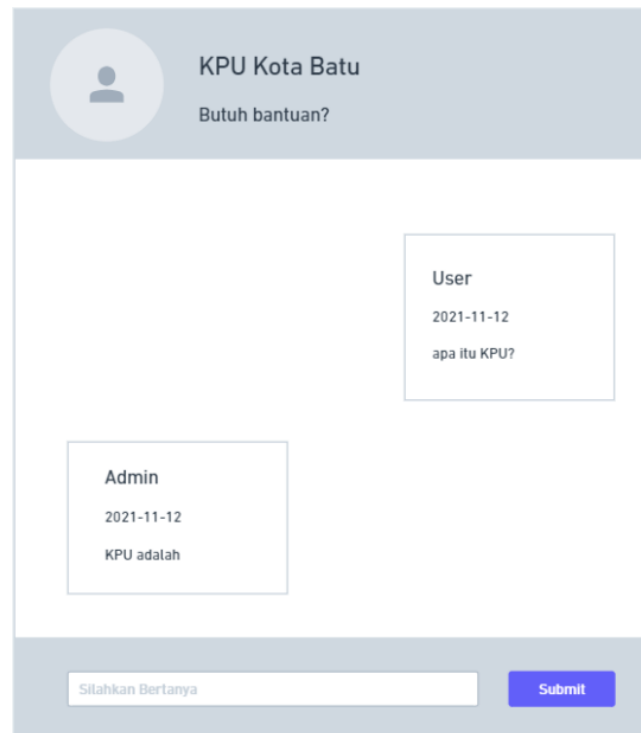 KPU Kota Batu
Butuh bantuan?
User
2021-11-12
apa itu KPU?
Admin
2021-11-12
KPU adalah
Silahkan Bertanya
Submit